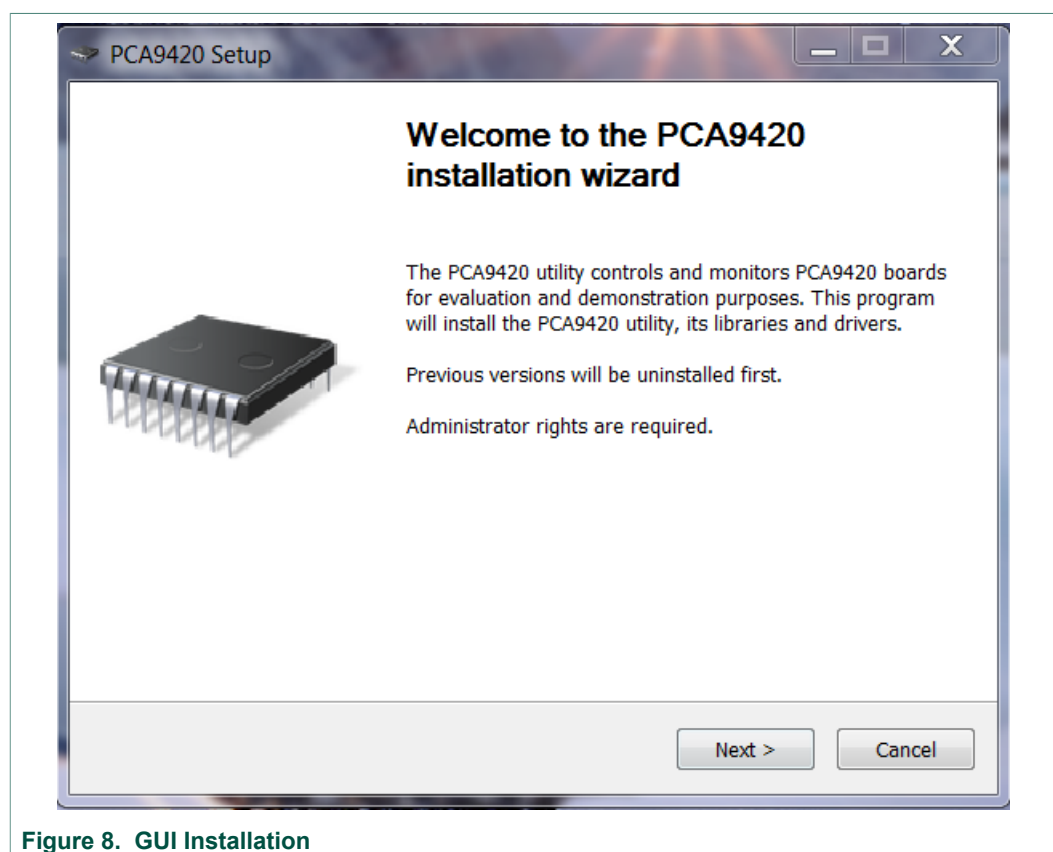 PCA9420 Setup
X
Welcome to the PCA9420
installation wizard
The PCA9420 utility controls and monitors PCA9420 boards
for evaluation and demonstration purposes. This program
will install the PCA9420 utility, its libraries and drivers.
Previous versions will be uninstalled first.
Administrator rights are required.
Next >
Cancel
Figure 8. GUI Installation